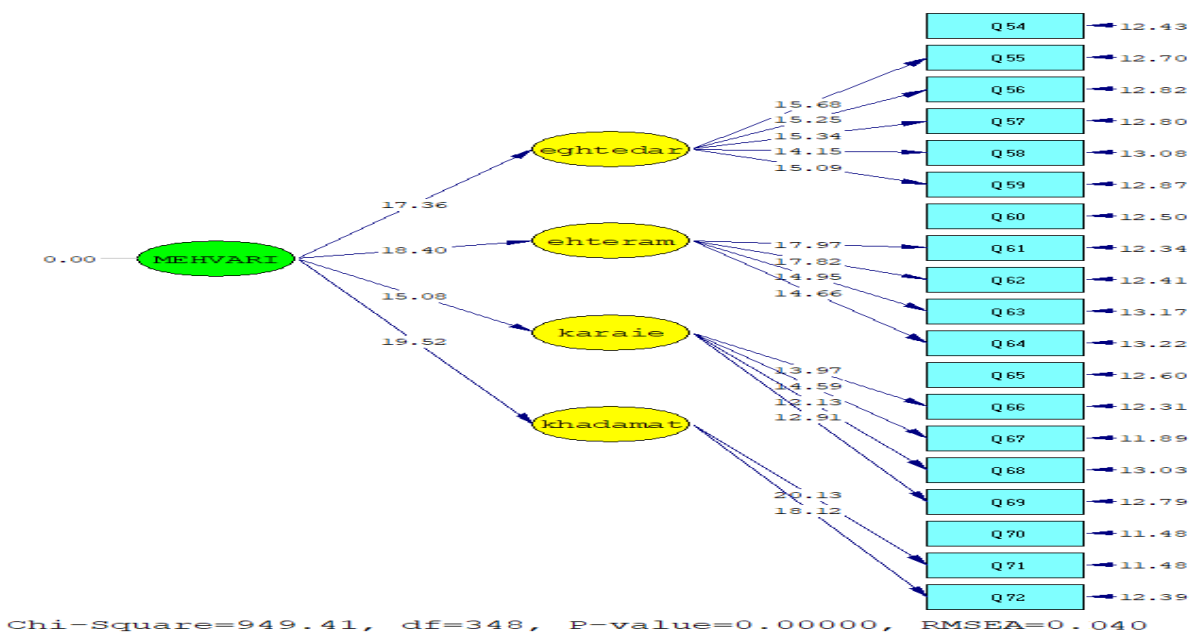 Q54 12.43
Q55 12.70
Q56 12.82
15.68
15.25
Q57 12.80
15.34
eghtedar
14.15
Q58 13.08
15.09
Q59 12.87
17.36
Q60 12.50
ehteram
17.97
Q61 12.34
18.40
0.00
MEHVARI
17.82
14.95
14.66
Q62 12.41
15.08
Q63 13.17
karaie
Q64 13.22
19.52
13.97
14.59
12.13
12.91
Q65 12.60
Q66 12.31
khadamat
Q67 11.89
Q68 13.03
20.13
18.12
Q69 12.79
Q70 11.48
Q71 11.48
Q72 12.39
Chi-Square=949.41, df=348, P-value=0.00000, RMSEA=0.040